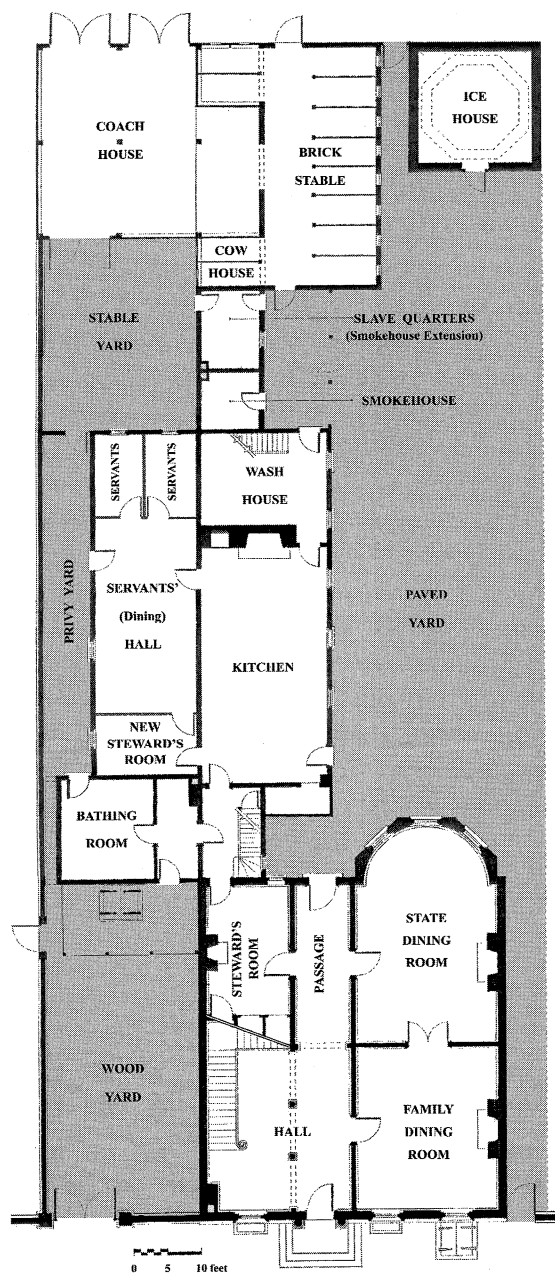 COACH
HOUSE
ICE
HOUSE
BRICK
STABLE
COW
HOUSE
STABLE
YARD
SLAVE QUARTERS
(Smokehouse Extension)
SMOKEHOUSE
SERVANTS
SERVANTS
WASH
HOUSE
PRIVY YARD
SERVANTS'
(Dining)
HALL
PAVED
YARD
KITCHEN
NEW
STEWARD'S
ROOM
BATHING
ROOM
STEWARD'S
ROOM
PASSAGE
STATE
DINING
ROOM
WOOD
YARD
HALL
FAMILY
DINING
ROOM
0 5 10 feet